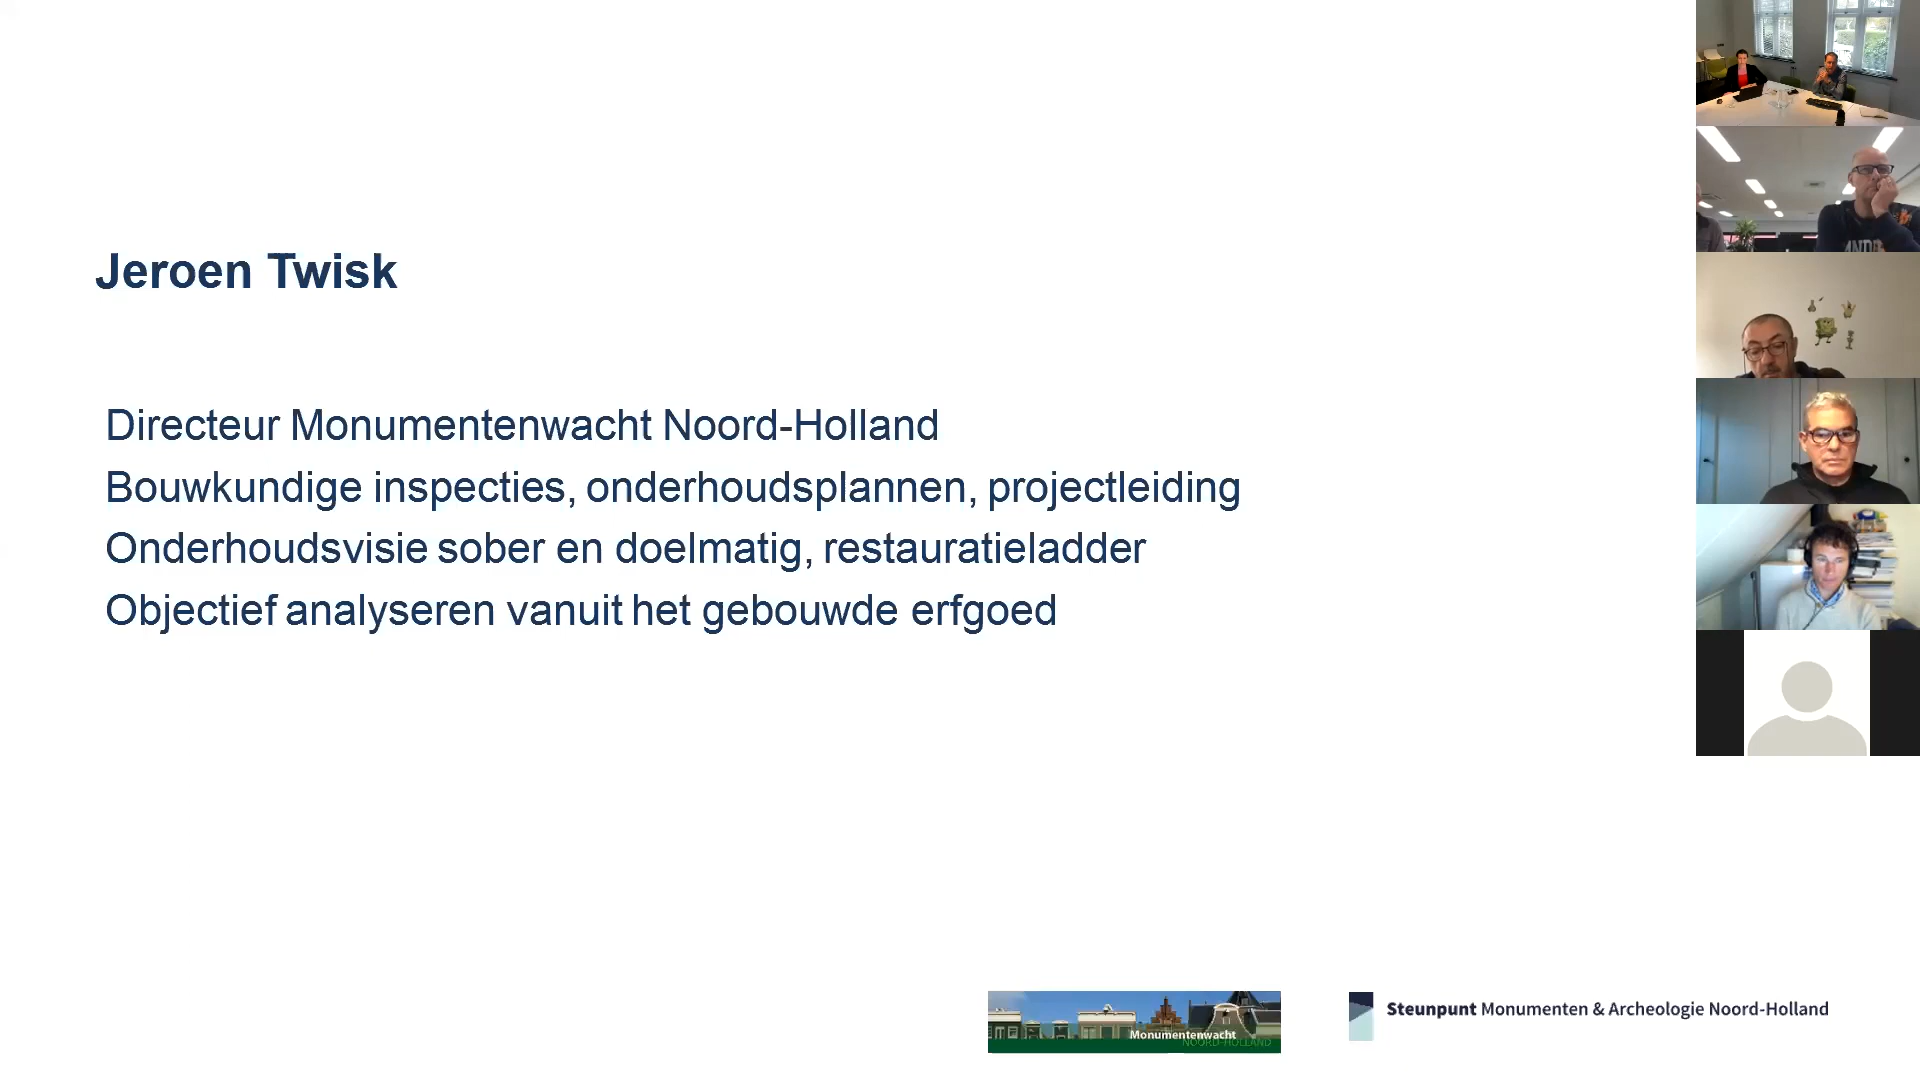 Jeroen Twisk
Directeur Monumentenwacht Noord-Holland
Bouwkundige inspecties, onderhoudsplannen, projectleiding
Onderhoudsvisie sober en doelmatig, restauratieladder
Objectief analyseren vanuit het gebouwde erfgoed
Monumentenwacht
NOORD-HOLLAND
Steunpunt Monumenten & Archeologie Noord-Holland